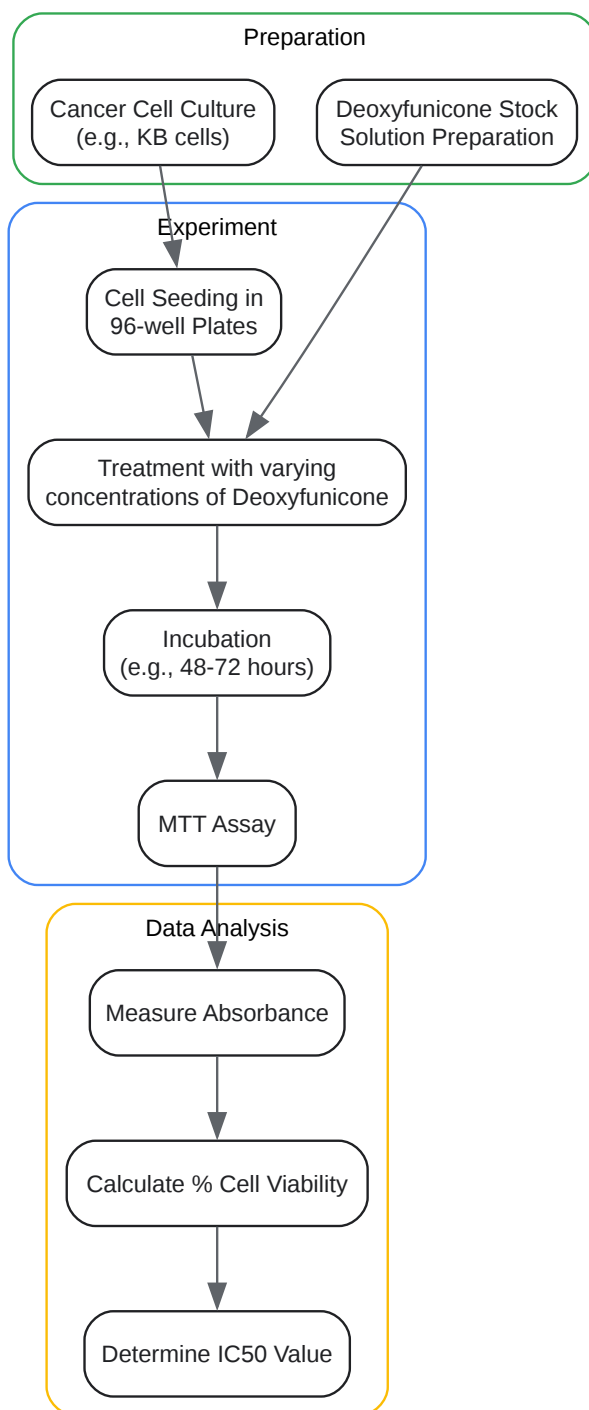 Preparation
Cancer Cell Culture
(e.g., KB cells)
Deoxyfunicone Stock
Solution Preparation
Experiment
Cell Seeding in
96-well Plates
Treatment with varying
concentrations of Deoxyfunicone
Incubation
(e.g., 48-72 hours)
MTT Assay
Data Analysis
Measure Absorbance
Calculate % Cell Viability
Determine IC50 Value